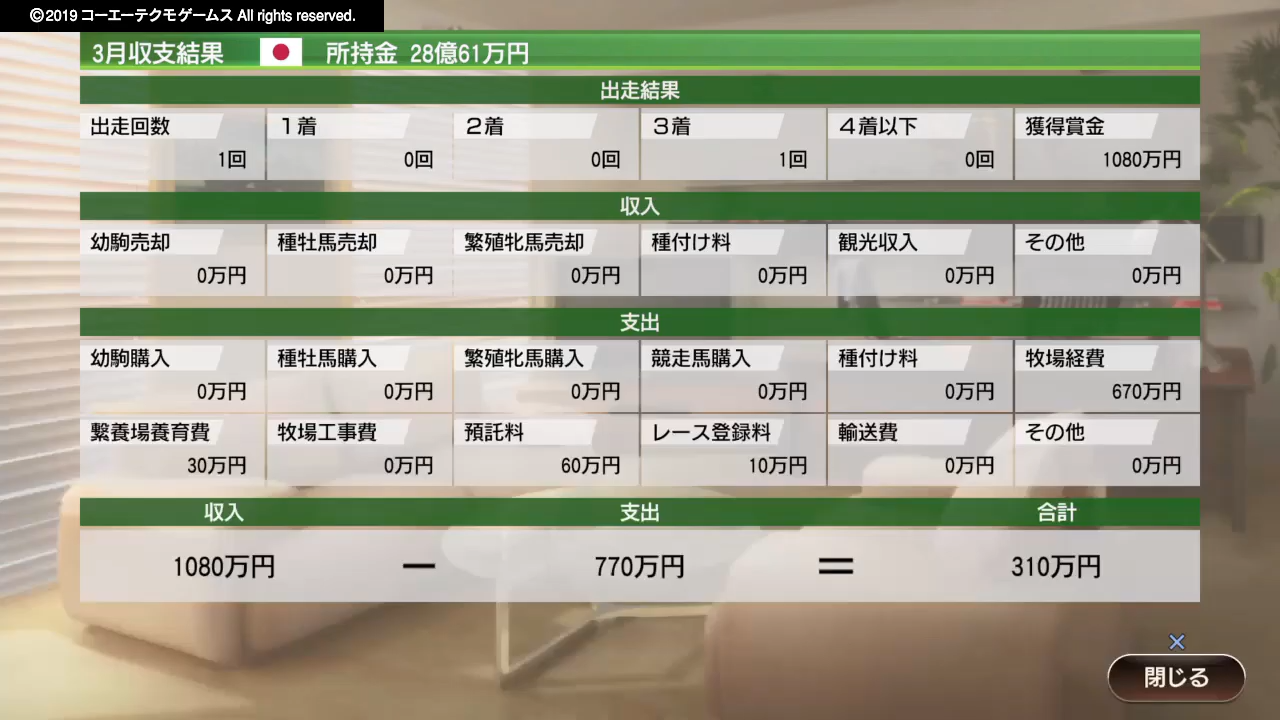 ©2019 コーエーテクモゲームス All rights reserved.
3月収支結果 所持金 28億61万円
出走結果
出走回数 1着 2着 3着 4着以下 獲得賞金
1回 0回 0回 1回 0回 1080万円
収入
幼駒売却 種牡馬売却 繁殖牝馬売却 種付け料 観光収入 その他
0万円 0万円 0万円 0万円 0万円 0万円
支出
幼駒購入 種牡馬購入 繁殖牝馬購入 競走馬購入 種付け料 牧場経費
0万円 0万円 0万円 0万円 0万円 670万円
繋養場養育費 牧場工事費 預託料 レース登録料 輸送費 その他
30万円 0万円 60万円 10万円 0万円 0万円
収入 支出 合計
1080万円 － 770万円 ＝ 310万円
×
閉じる